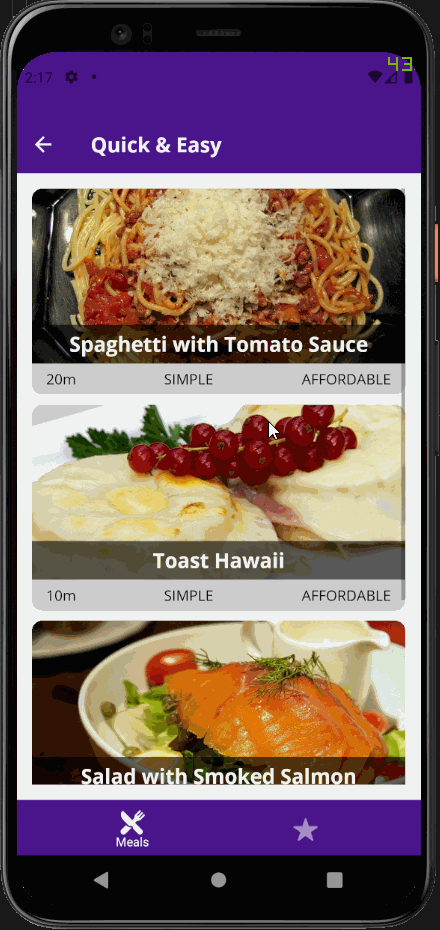 43
2:17
Quick & Easy
Spaghetti with Tomato Sauce
20m SIMPLE AFFORDABLE
Toast Hawaii
10m SIMPLE AFFORDABLE
Salad with Smoked Salmon
Meals